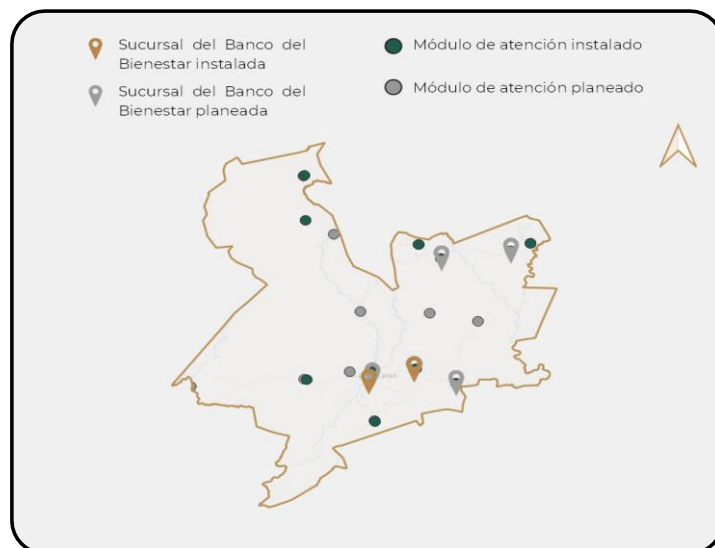 Sucursal del Banco del
Bienestar instalada
Sucursal del Banco del
Bienestar planeada
Módulo de atención instalado
Módulo de atención planeado